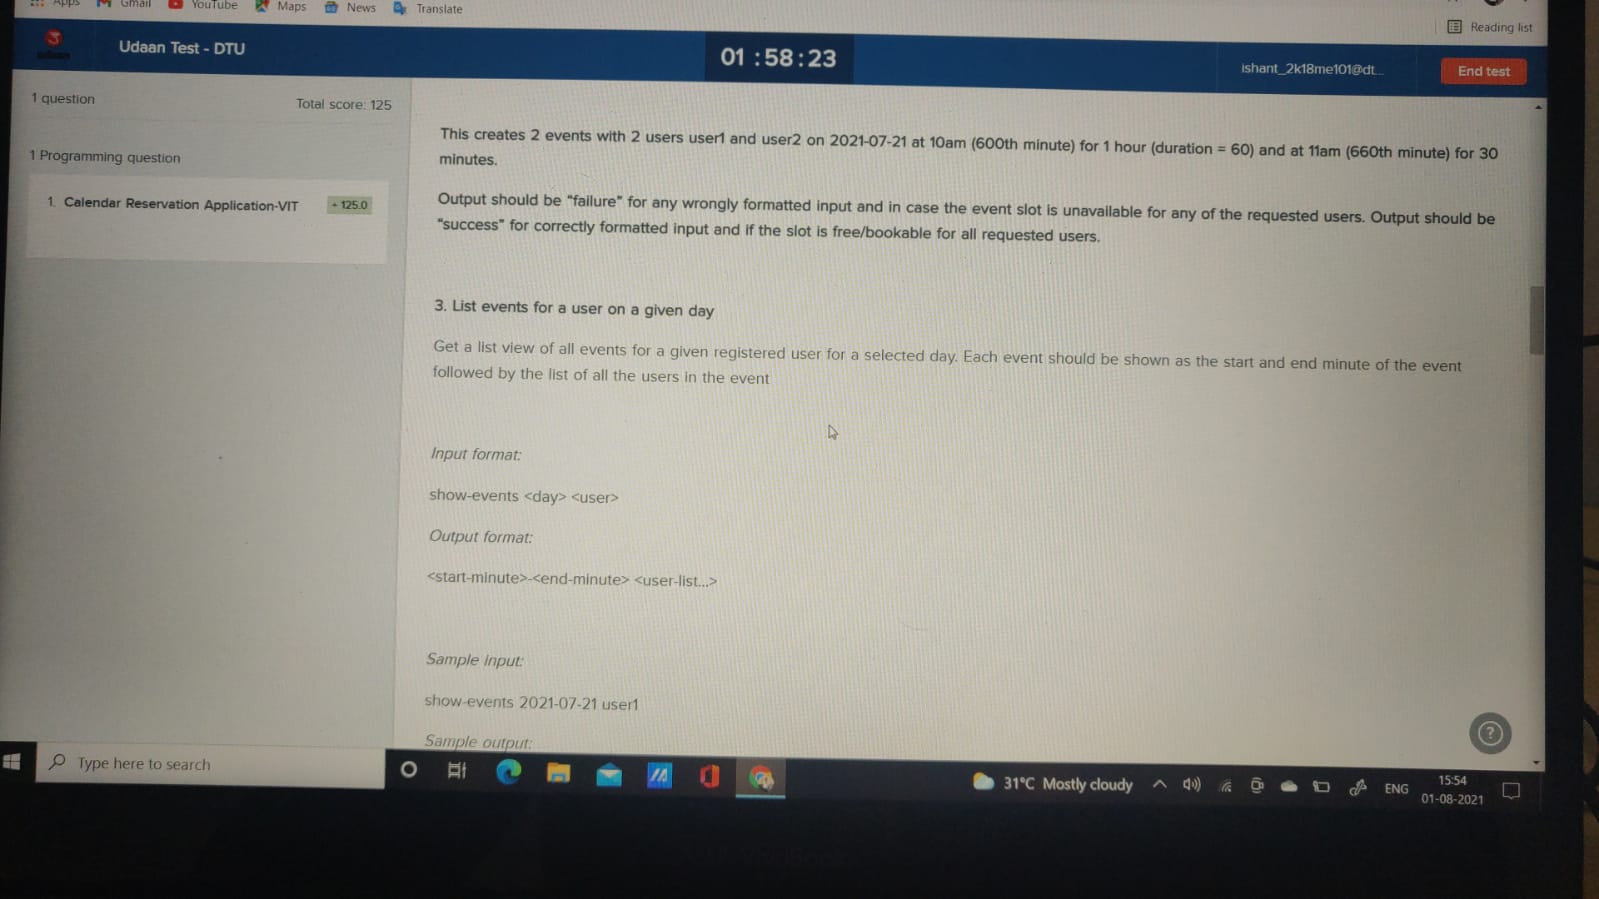 Apps Gmail YouTube Maps News Translate
Reading list
Udaan Test - DTU
01 : 58 : 23
ishant_2k18me101@dt...
End test
1 question
Total score: 125
1 Programming question
1. Calendar Reservation Application-VIT
+ 125.0
This creates 2 events with 2 users user1 and user2 on 2021-07-21 at 10am (600th minute) for 1 hour (duration = 60) and at 11am (660th minute) for 30
minutes.
Output should be "failure" for any wrongly formatted input and in case the event slot is unavailable for any of the requested users. Output should be
"success" for correctly formatted input and if the slot is free/bookable for all requested users.
3. List events for a user on a given day
Get a list view of all events for a given registered user for a selected day. Each event should be shown as the start and end minute of the event
followed by the list of all the users in the event
Input format:
show-events <day> <user>
Output format:
<start-minute>-<end-minute> <user-list...>
Sample input:
show-events 2021-07-21 user1
Sample output:
?
Type here to search
31°C Mostly cloudy
ENG
15:54
01-08-2021